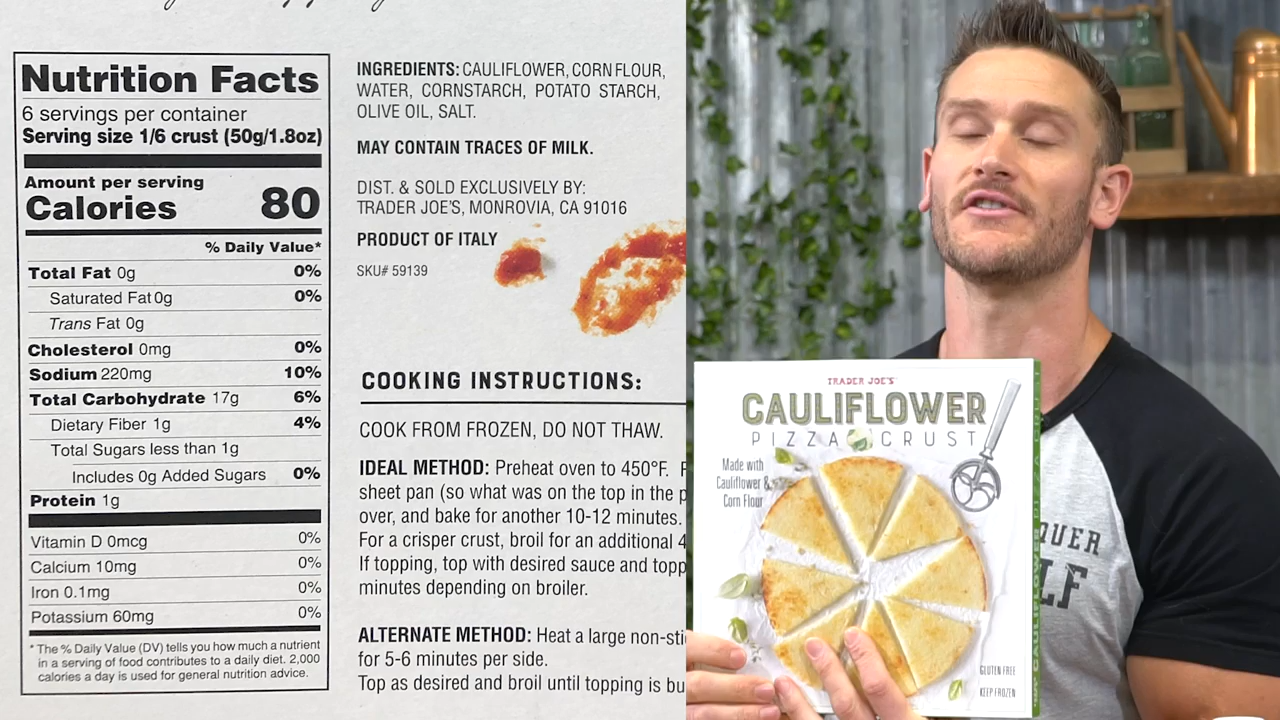 Nutrition Facts
6 servings per container
Serving size 1/6 crust (50g/1.8oz)
Amount per serving
Calories 80
% Daily Value*
Total Fat 0g 0%
Saturated Fat 0g 0%
Trans Fat 0g
Cholesterol 0mg 0%
Sodium 220mg 10%
Total Carbohydrate 17g 6%
Dietary Fiber 1g 4%
Total Sugars less than 1g
Includes 0g Added Sugars 0%
Protein 1g
Vitamin D 0mcg 0%
Calcium 10mg 0%
Iron 0.1mg 0%
Potassium 60mg 0%
* The % Daily Value (DV) tells you how much a nutrient
in a serving of food contributes to a daily diet. 2,000
calories a day is used for general nutrition advice.
INGREDIENTS: CAULIFLOWER, CORN FLOUR,
WATER, CORNSTARCH, POTATO STARCH,
OLIVE OIL, SALT.
MAY CONTAIN TRACES OF MILK.
DIST. & SOLD EXCLUSIVELY BY:
TRADER JOE'S, MONROVIA, CA 91016
PRODUCT OF ITALY
SKU# 59139
COOKING INSTRUCTIONS:
COOK FROM FROZEN, DO NOT THAW.
IDEAL METHOD: Preheat oven to 450°F.
sheet pan (so what was on the top in the
over, and bake for another 10-12 minutes.
For a crisper crust, broil for an additional 4
If topping, top with desired sauce and topp
minutes depending on broiler.
ALTERNATE METHOD: Heat a large non-sti
for 5-6 minutes per side.
Top as desired and broil until topping is bu
TRADER JOE'S
CAULIFLOWER
PIZZA CRUST
Made with
Cauliflower &
Corn Flour
GLUTEN FREE
KEEP FROZEN
QUER
LF